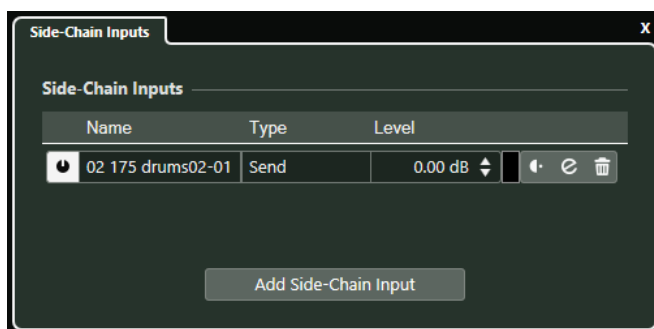 Side-Chain Inputs
x
Side-Chain Inputs
Name Type Level
02 175 drums02-01 Send 0.00 dB
Add Side-Chain Input